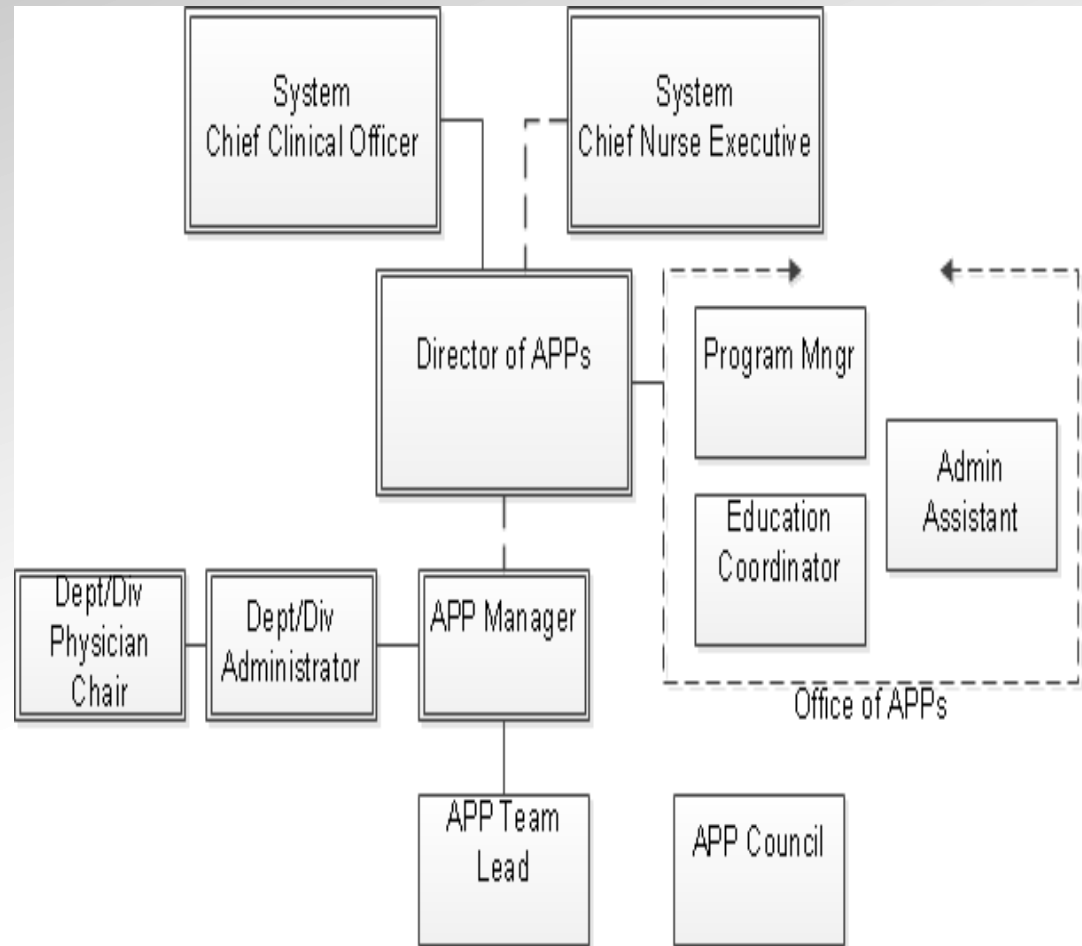 System
Chief Clinical Officer
System
Chief Nurse Executive
Director of APPs
Program Mngr
Admin
Assistant
Education
Coordinator
Dept/Div
Physician
Chair
Dept/Div
Administrator
APP Manager
Office of APPs
APP Team
Lead
APP Council